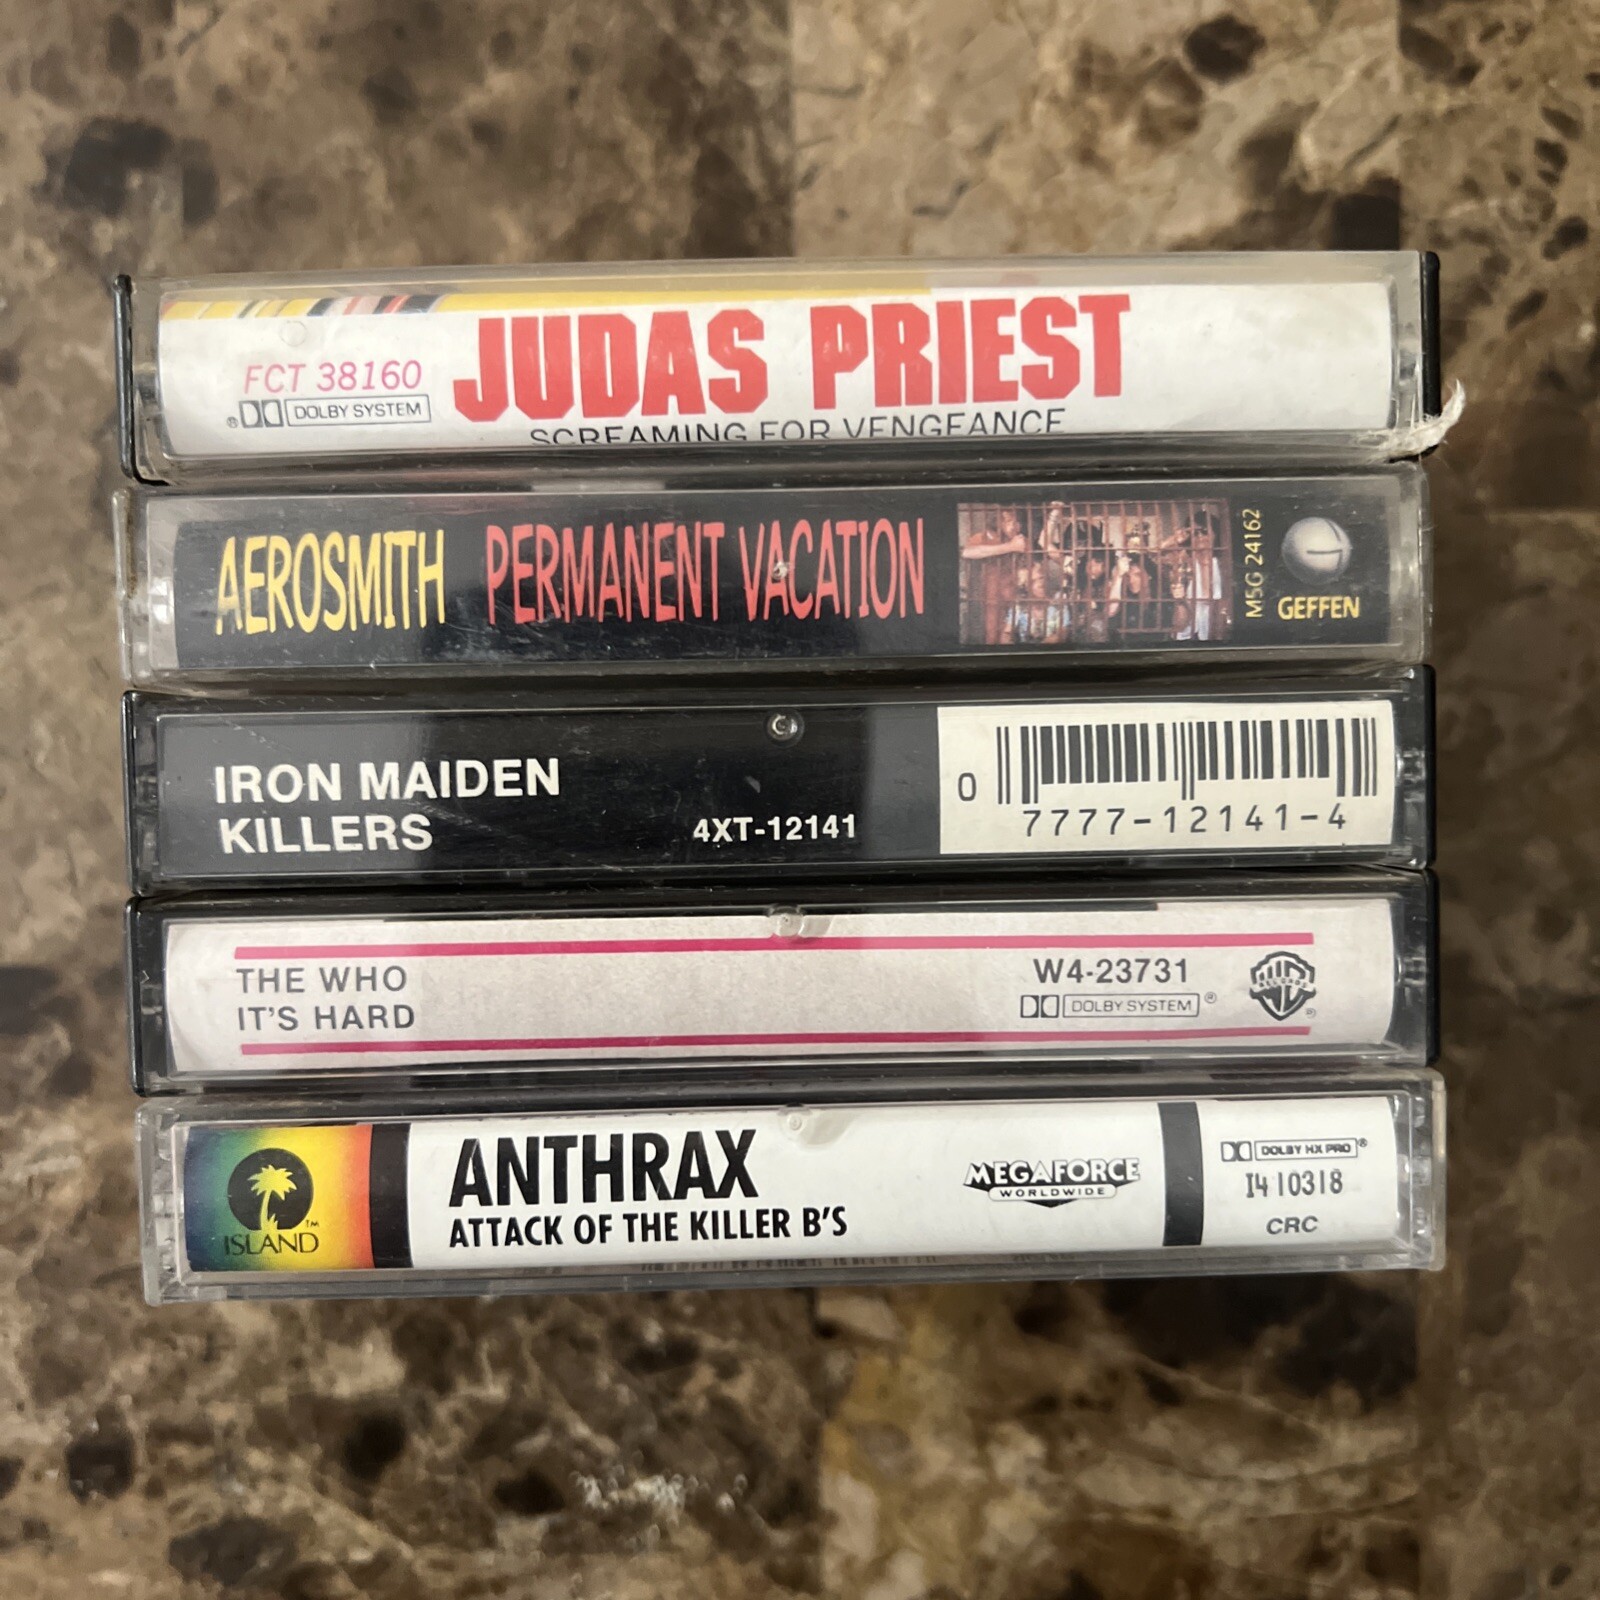 JUDAS PRIEST
FCT 38160
® DOLBY SYSTEM
SCREAMING FOR VENGEANCE
AEROSMITH PERMANENT VACATION
M5G 24162
GEFFEN
IRON MAIDEN
KILLERS
4XT-12141
0 7777-12141-4
THE WHO
IT'S HARD
W4-23731
DOLBY SYSTEM ®
ISLAND ™
ANTHRAX
ATTACK OF THE KILLER B'S
MEGAFORCE
WORLDWIDE
DOLBY HX PRO ®
I4 10318
CRC